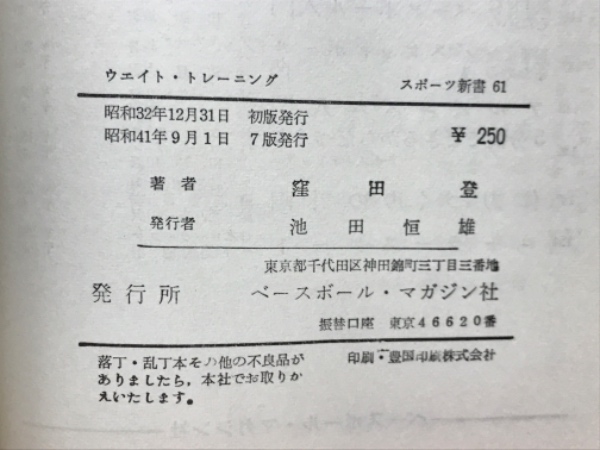 ウエイト・トレーニング スポーツ新書 61
昭和32年12月31日 初版発行
昭和41年9月1日 7版発行 ¥250
著者 窪田登
発行者 池田恒雄
東京都千代田区神田錦町三丁目三番地
発行所 ベースボール・マガジン社
振替口座 東京46620番
落丁・乱丁本その他の不良品が 印刷・豊国印刷株式会社
ありましたら,本社でお取りか
えいたします。